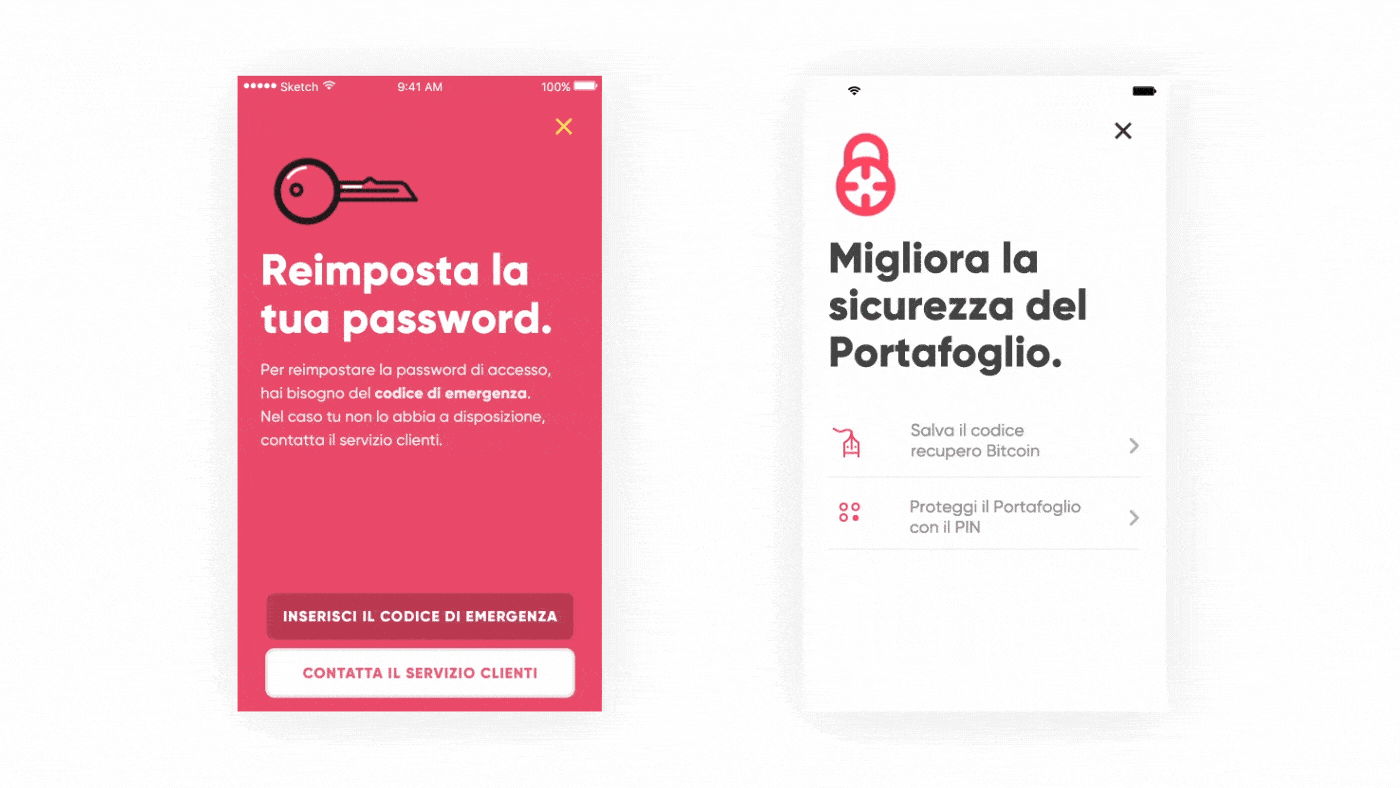 Sketch 9:41 AM 100%
Reimposta la
tua password.
Per reimpostare la password di accesso,
hai bisogno del codice di emergenza.
Nel caso tu non lo abbia a disposizione,
contatta il servizio clienti.
INSERISCI IL CODICE DI EMERGENZA
CONTATTA IL SERVIZIO CLIENTI
Migliora la
sicurezza del
Portafoglio.
Salva il codice
recupero Bitcoin
Proteggi il Portafoglio
con il PIN